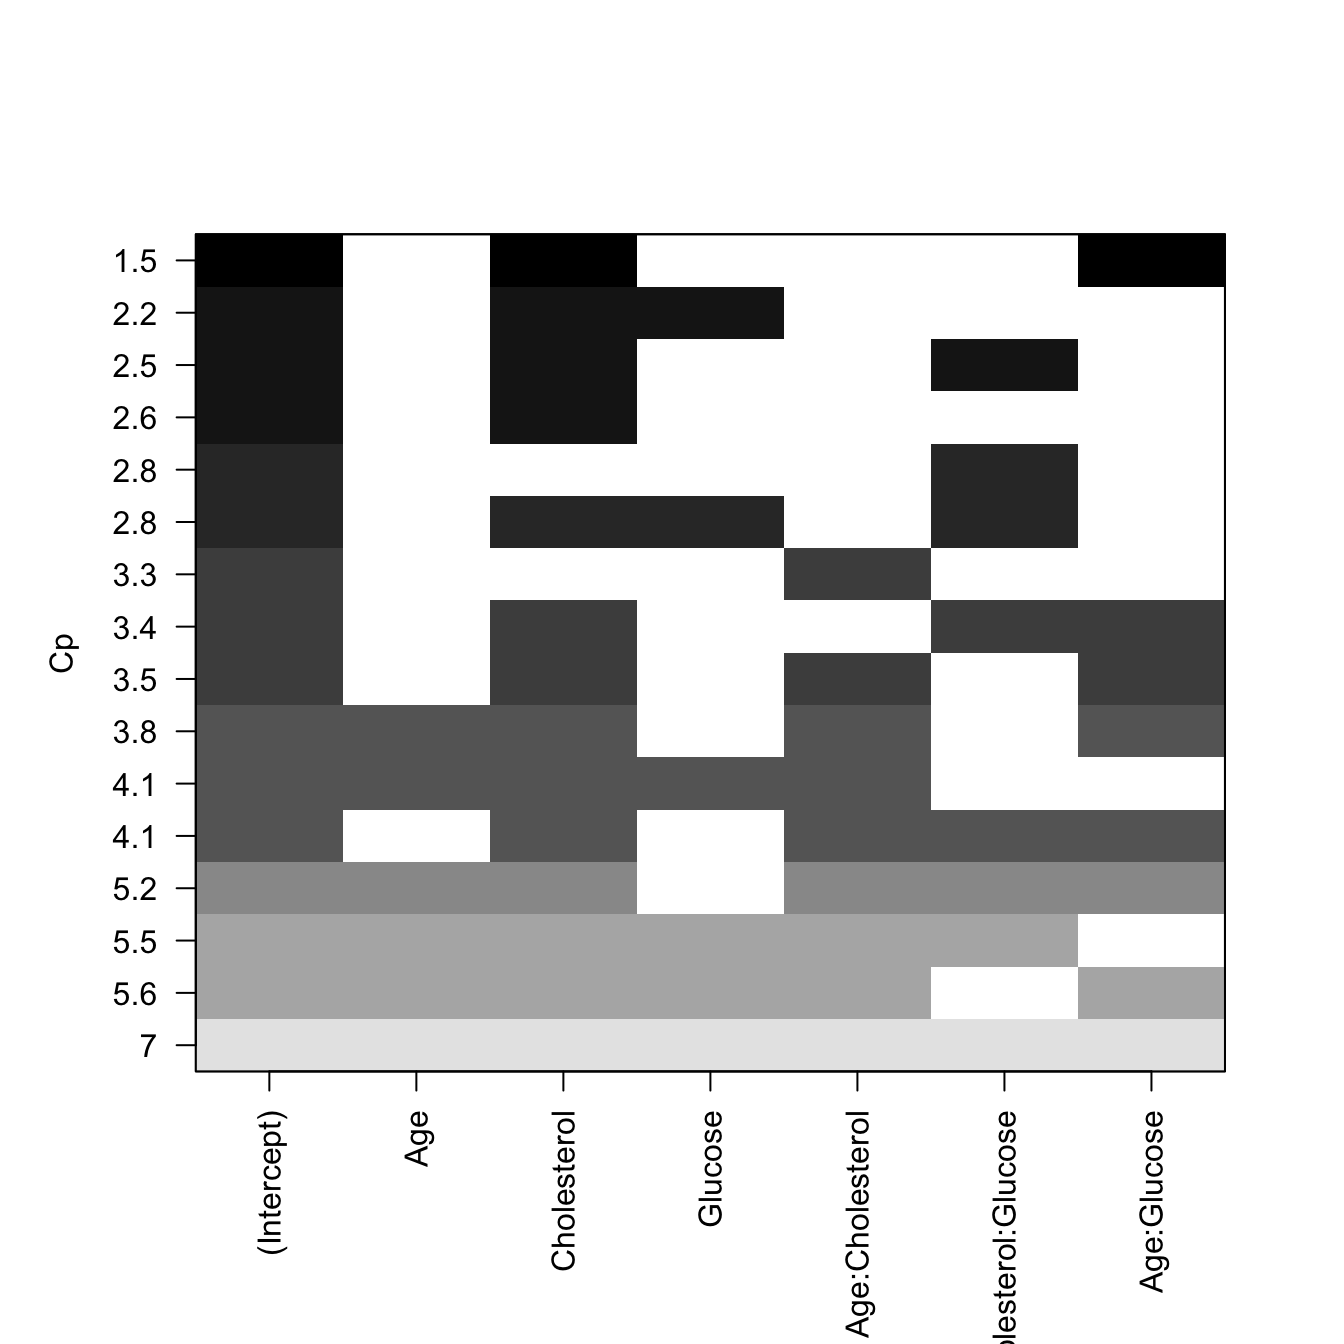 1.5
2.2
2.5
2.6
2.8
2.8
3.3
3.4
3.5
3.8
4.1
4.1
5.2
5.5
5.6
7
Cp
(Intercept)
Age
Cholesterol
Glucose
Age:Cholesterol
lesterol:Glucose
Age:Glucose